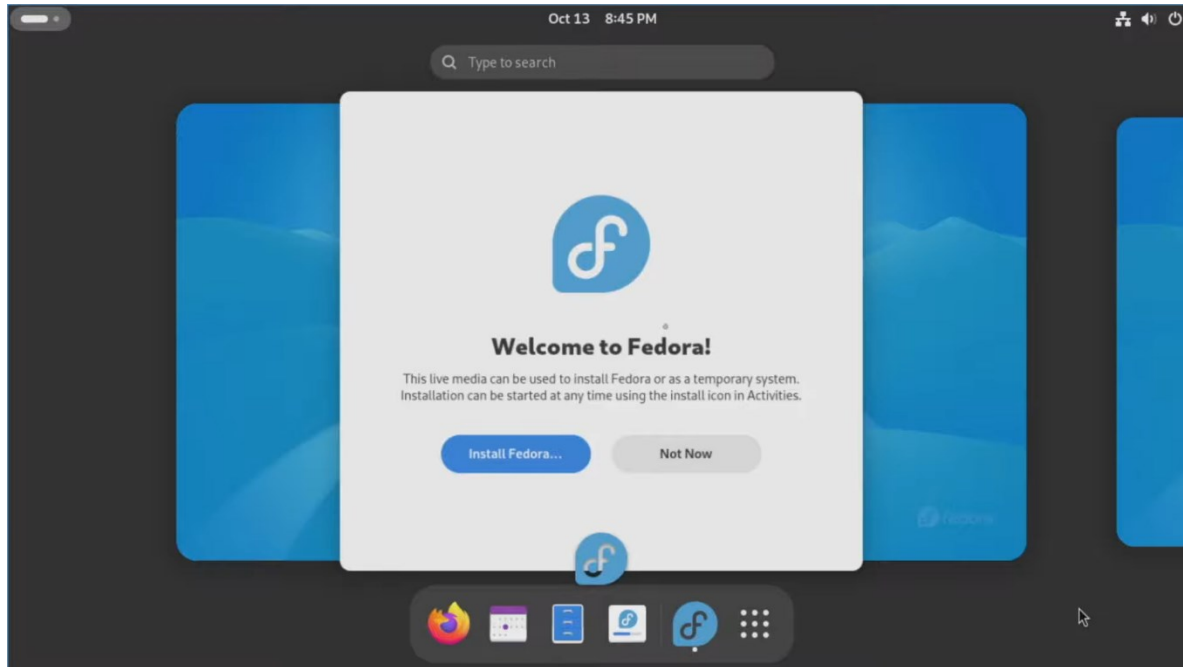 Oct 13 8:45 PM
Type to search
Welcome to Fedora!
This live media can be used to install Fedora or as a temporary system.
Installation can be started at any time using the install icon in Activities.
Install Fedora...
Not Now
fedora